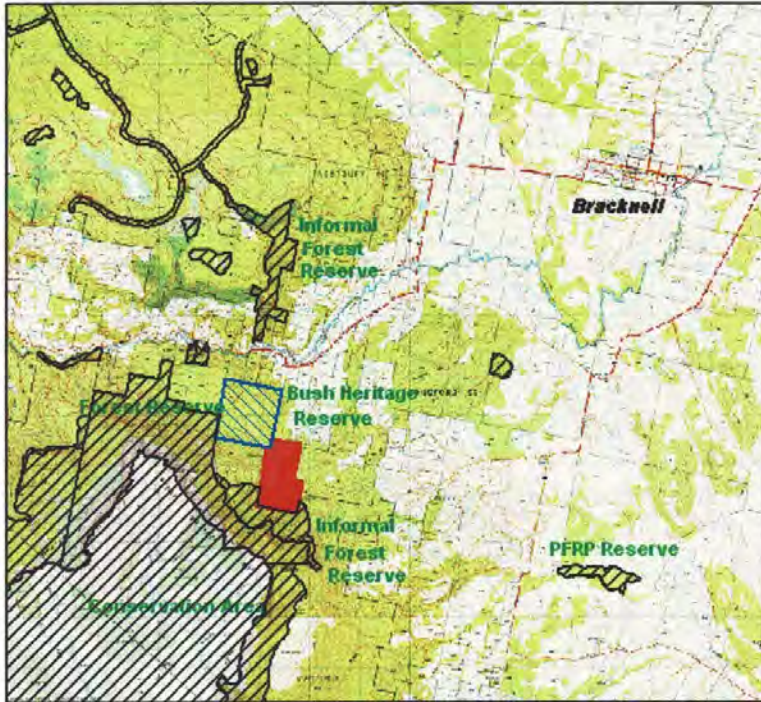 Bracknell
Informal
Forest
Reserve
Forest Reserve
Bush Heritage
Reserve
Informal
Forest
Reserve
PFRP Reserve
Conservation Area